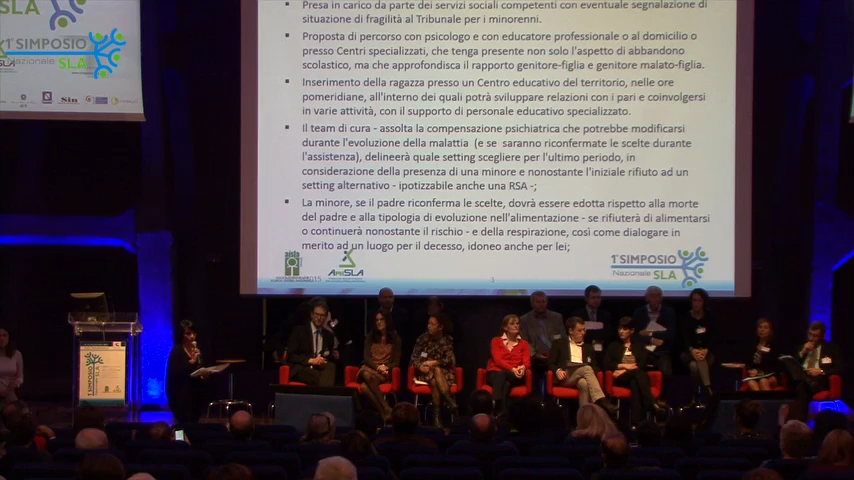 SLA
1°SIMPOSIO
Nazionale SLA
Presa in carico da parte dei servizi sociali competenti con eventuale segnalazione di
situazione di fragilità al Tribunale per i minorenni.
Proposta di percorso con psicologo e con educatore professionale o al domicilio o
presso Centri specializzati, che tenga presente non solo l'aspetto di abbandono
scolastico, ma che approfondisca il rapporto genitore-figlia e genitore malato-figlia.
Inserimento della ragazza presso un Centro educativo del territorio, nelle ore
pomeridiane, all'interno dei quali potrà sviluppare relazioni con i pari e coinvolgersi
in varie attività, con il supporto di personale educativo specializzato.
Il team di cura - assolta la compensazione psichiatrica che potrebbe modificarsi
durante l'evoluzione della malattia (e se saranno riconfermate le scelte durante
l'assistenza), delineerà quale setting scegliere per l'ultimo periodo, in
considerazione della presenza di una minore e nonostante l'iniziale rifiuto ad un
setting alternativo - ipotizzabile anche una RSA -;
La minore, se il padre riconferma le scelte, dovrà essere edotta rispetto alla morte
del padre e alla tipologia di evoluzione nell'alimentazione - se rifiuterà di alimentarsi
o continuerà nonostante il rischio - e della respirazione, così come dialogare in
merito ad un luogo per il decesso, idoneo anche per lei;
aisla
AriSLA
2015
3
1°SIMPOSIO
Nazionale SLA
SLA